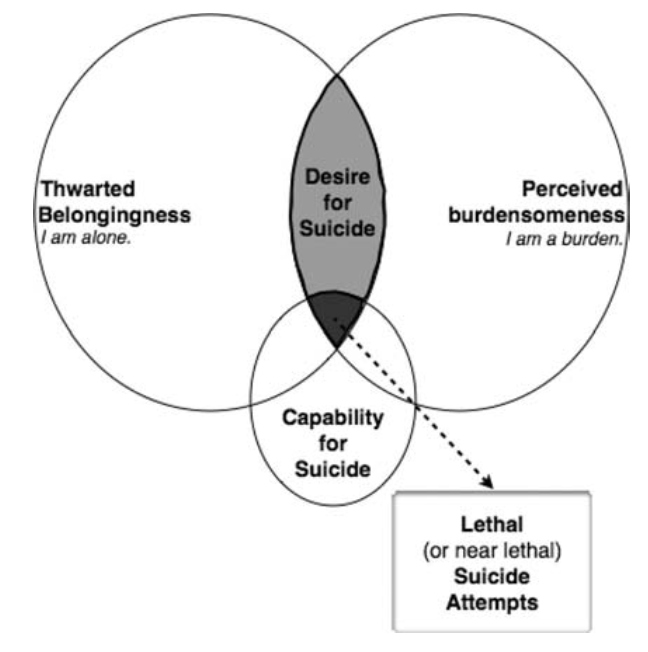 Desire
for
Suicide
Thwarted
Belongingness
I am alone.
Perceived
burdensomeness
I am a burden.
Capability
for
Suicide
Lethal
(or near lethal)
Suicide
Attempts